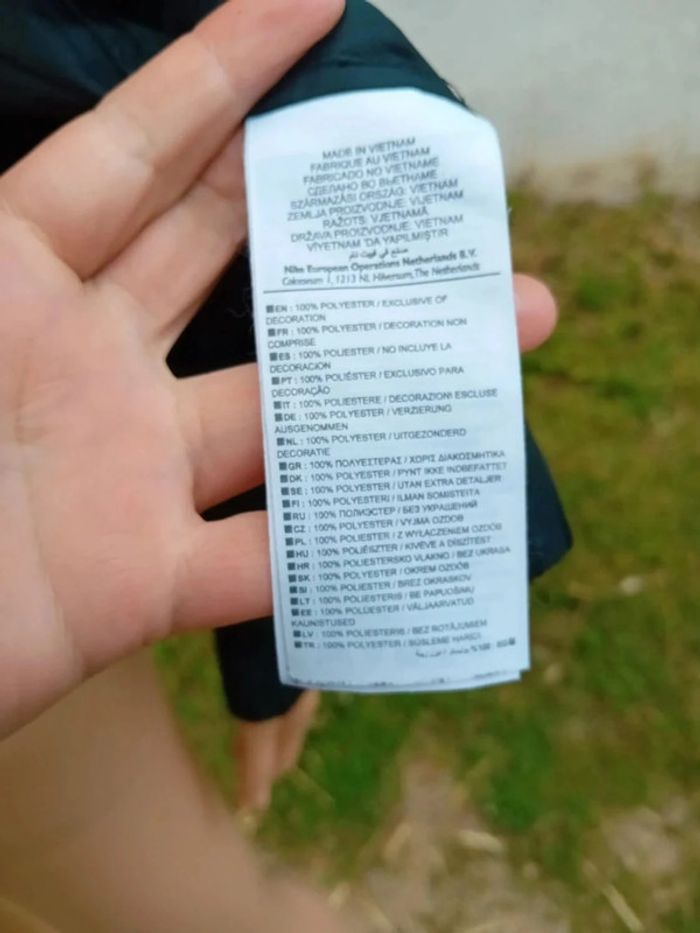 MADE IN VIETNAM
FABRIQUE AU VIETNAM
FABRICADO NO VIETNAME
СДЕЛАНО ВО ВЬЕТНАМЕ
SZÁRMAZÁSI ORSZÁG: VIETNAM
ZEMLJA PROIZVODNJE: VIJETNAM
RAŽOTS: VJETNAMĀ
DRŽAVA PROIZVODNJE: VIETNAM
VİYETNAM 'DA YAPILMIŞTIR
صنع في فيت نام
Nike European Operations Netherlands B.V.
Colosseum 1, 1213 NL Hilversum, The Netherlands
EN : 100% POLYESTER / EXCLUSIVE OF
DECORATION
FR : 100% POLYESTER / DECORATION NON
COMPRISE
ES : 100% POLIESTER / NO INCLUYE LA
DECORACION
PT : 100% POLIÉSTER / EXCLUSIVO PARA
DECORAÇÃO
IT : 100% POLIESTERE / DECORAZIONI ESCLUSE
DE : 100% POLYESTER / VERZIERUNG
AUSGENOMMEN
NL : 100% POLYESTER / UITGEZONDERD
DECORATIE
GR : 100% ΠΟΛΥΕΣΤΕΡΑΣ / ΧΩΡΙΣ ΔΙΑΚΟΣΜΗΤΙΚΑ
DK : 100% POLYESTER / PYNT IKKE INDBEFATTET
SE : 100% POLYESTER / UTAN EXTRA DETALJER
FI : 100% POLYESTERI / ILMAN SOMISTEITA
RU : 100% ПОЛИЭСТЕР / БЕЗ УКРАШЕНИЙ
CZ : 100% POLYESTER / VYJMA OZDOB
PL : 100% POLIESTER / Z WYŁĄCZENIEM OZDÓB
HU : 100% POLIÉSZTER / KIVÉVE A DÍSZÍTÉST
HR : 100% POLIESTERSKO VLAKNO / BEZ UKRASA
SK : 100% POLYESTER / OKREM OZDÔB
SI : 100% POLIESTER / BREZ OKRASKOV
LT : 100% POLIESTERIS / BE PAPUOŠIMŲ
EE : 100% POLÜESTER / VÄLJAARVATUD
KAUNISTUSED
LV : 100% POLIESTERIS / BEZ ROTĀJUMIEM
TR : 100% POLYESTER / SÜSLEME HARİCİ